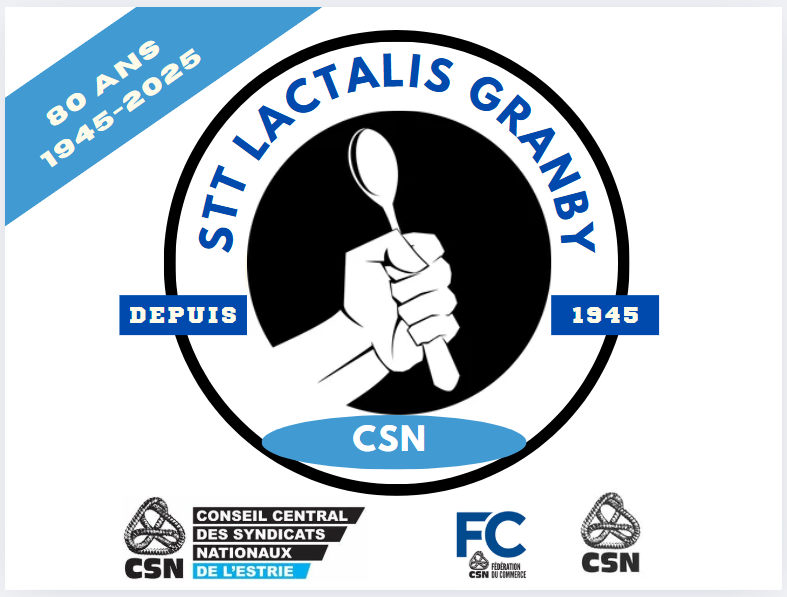 80 ANS
1945-2025
STT LACTALIS GRANBY
DEPUIS
1945
CSN
CSN
CONSEIL CENTRAL
DES SYNDICATS
NATIONAUX
DE L'ESTRIE
FC
CSN
FÉDÉRATION
DU COMMERCE
CSN